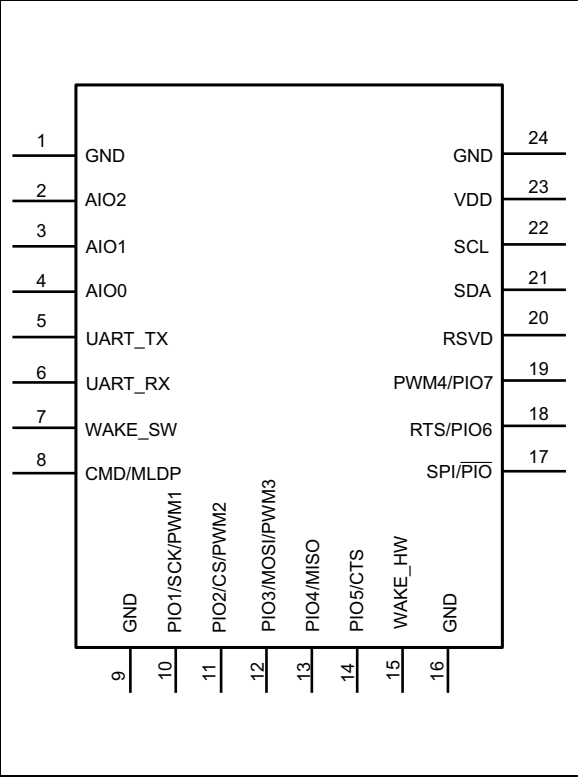 1
GND
2
AIO2
3
AIO1
4
AIO0
5
UART_TX
6
UART_RX
7
WAKE_SW
8
CMD/MLDP
24
GND
23
VDD
22
SCL
21
SDA
20
RSVD
19
PWM4/PIO7
18
RTS/PIO6
17
SPI/P̅I̅O̅
GND
PIO1/SCK/PWM1
PIO2/CS/PWM2
PIO3/MOSI/PWM3
PIO4/MISO
PIO5/CTS
WAKE_HW
GND
9
10
11
12
13
14
15
16